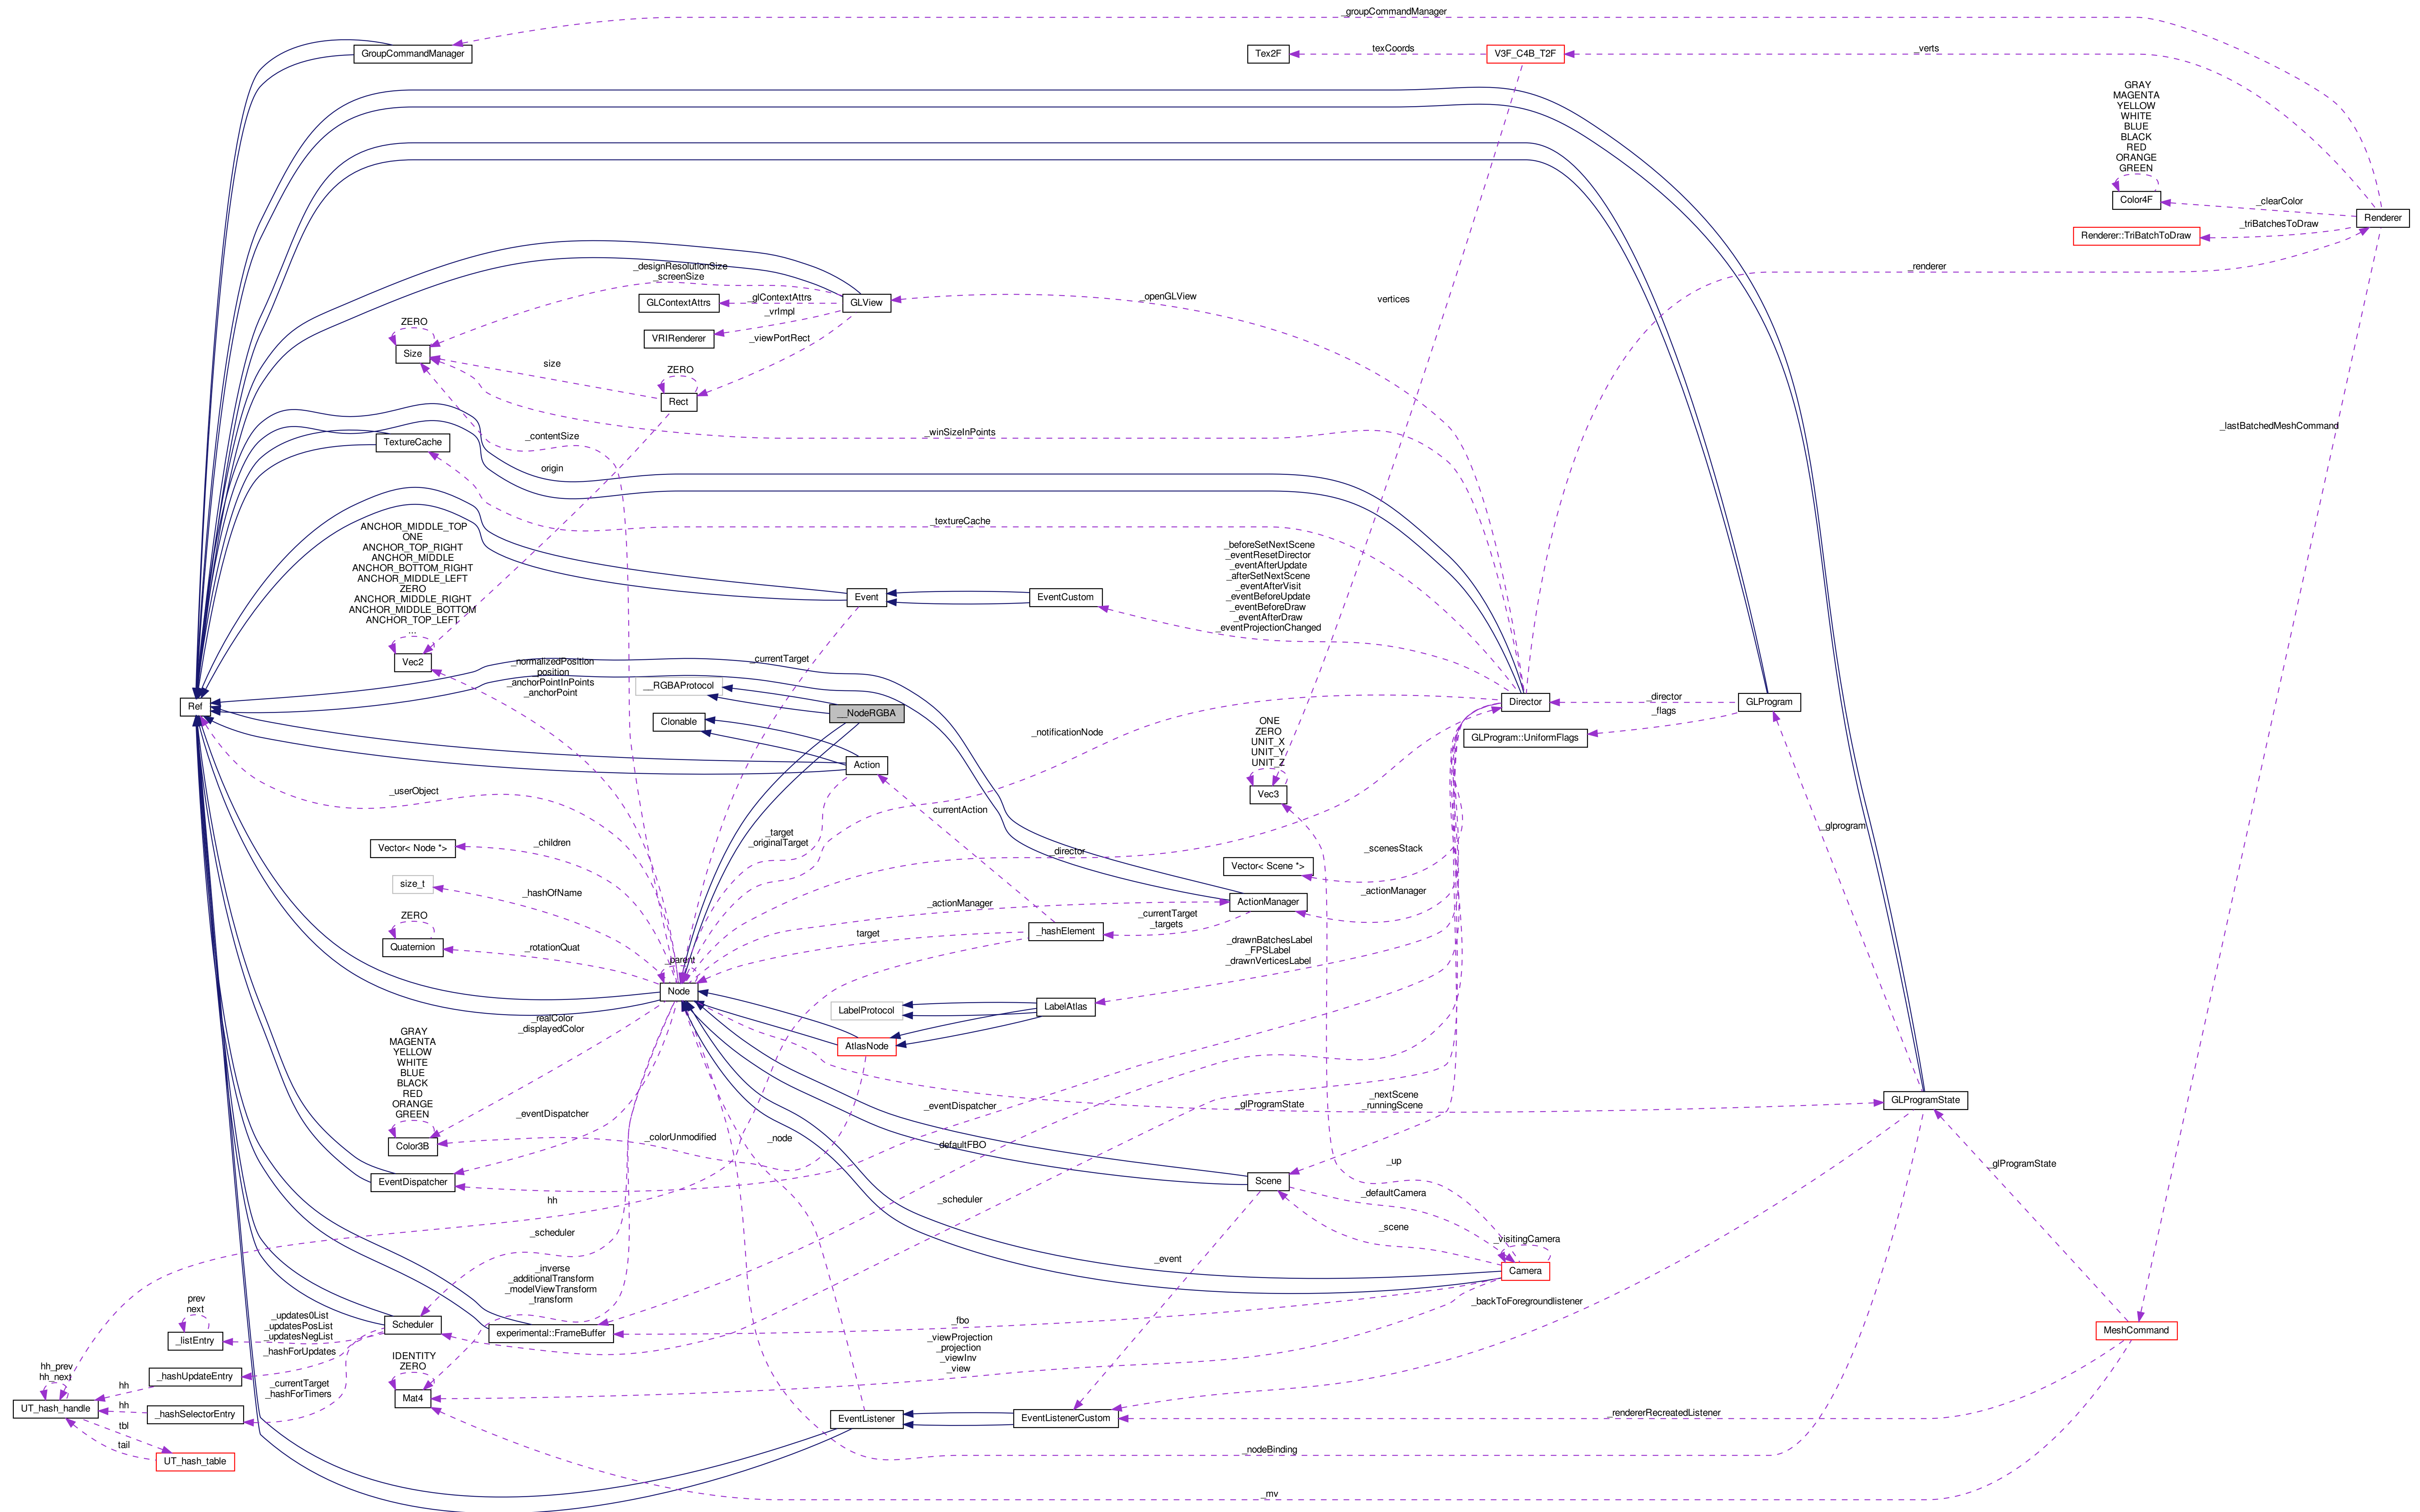 _groupCommandManager
GroupCommandManager
Tex2F
texCoords
V3F_C4B_T2F
_verts
GRAY
MAGENTA
YELLOW
WHITE
BLUE
BLACK
RED
ORANGE
GREEN
Color4F
_clearColor
Renderer
_triBatchesToDraw
Renderer::TriBatchToDraw
_renderer
_designResolutionSize
_screenSize
GLContextAttrs
_glContextAttrs
GLView
_openGLView
vertices
_vrImpl
VRIRenderer
_viewPortRect
ZERO
Size
size
ZERO
Rect
_lastBatchedMeshCommand
_contentSize
_winSizeInPoints
TextureCache
origin
_textureCache
ANCHOR_MIDDLE_TOP
ONE
ANCHOR_TOP_RIGHT
ANCHOR_MIDDLE
ANCHOR_BOTTOM_RIGHT
ANCHOR_MIDDLE_LEFT
ZERO
ANCHOR_MIDDLE_RIGHT
ANCHOR_MIDDLE_BOTTOM
ANCHOR_TOP_LEFT
...
Vec2
_beforeSetNextScene
_eventResetDirector
_eventAfterUpdate
_afterSetNextScene
_eventAfterVisit
_eventBeforeUpdate
_eventBeforeDraw
_eventAfterDraw
_eventProjectionChanged
Event
EventCustom
_normalizedPosition
_position
_anchorPointInPoints
_anchorPoint
_currentTarget
__RGBAProtocol
__NodeRGBA
Clonable
Ref
Director
_director
GLProgram
_flags
GLProgram::UniformFlags
_notificationNode
ONE
ZERO
UNIT_X
UNIT_Y
UNIT_Z
Vec3
Action
_userObject
currentAction
_glprogram
_target
_originalTarget
Vector< Node *>
_children
_director
_scenesStack
Vector< Scene *>
size_t
_hashOfName
_actionManager
_actionManager
ActionManager
ZERO
Quaternion
_rotationQuat
_parent
target
_hashElement
_currentTarget
_targets
_drawnBatchesLabel
_FPSLabel
_drawnVerticesLabel
Node
LabelProtocol
LabelAtlas
AtlasNode
_realColor
_displayedColor
GRAY
MAGENTA
YELLOW
WHITE
BLUE
BLACK
RED
ORANGE
GREEN
Color3B
_eventDispatcher
_colorUnmodified
_node
_eventDispatcher
_glProgramState
_nextScene
_runningScene
GLProgramState
_defaultFBO
EventDispatcher
Scene
_up
_defaultCamera
_glProgramState
hh
_scheduler
_scheduler
_scene
_visitingCamera
Camera
_event
_inverse
_additionalTransform
_modelViewTransform
_transform
_backToForegroundlistener
prev
next
_listEntry
_updates0List
_updatesPosList
_updatesNegList
Scheduler
experimental::FrameBuffer
_fbo
MeshCommand
_viewProjection
_projection
_viewInv
_view
_hashForUpdates
hh_prev
hh_next
_hashUpdateEntry
hh
_currentTarget
_hashForTimers
IDENTITY
ZERO
Mat4
UT_hash_handle
hh
_hashSelectorEntry
EventListener
EventListenerCustom
_rendererRecreatedListener
tbl
tail
UT_hash_table
_nodeBinding
_mv